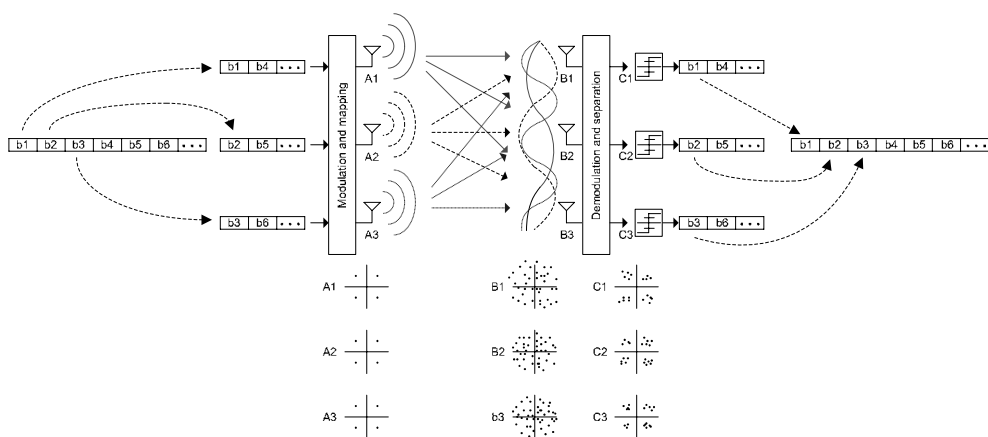 b1 b4 • • •
b1 b2 b3 b4 b5 b6 • • •
b2 b5 • • •
b3 b6 • • •
Modulation and mapping
A1
A2
A3
B1
B2
B3
Demodulation and separation
C1
C2
C3
b1 b4 • • •
b2 b5 • • •
b3 b6 • • •
b1 b2 b3 b4 b5 b6 • • •
A1 B1 C1
A2 B2 C2
A3 b3 C3